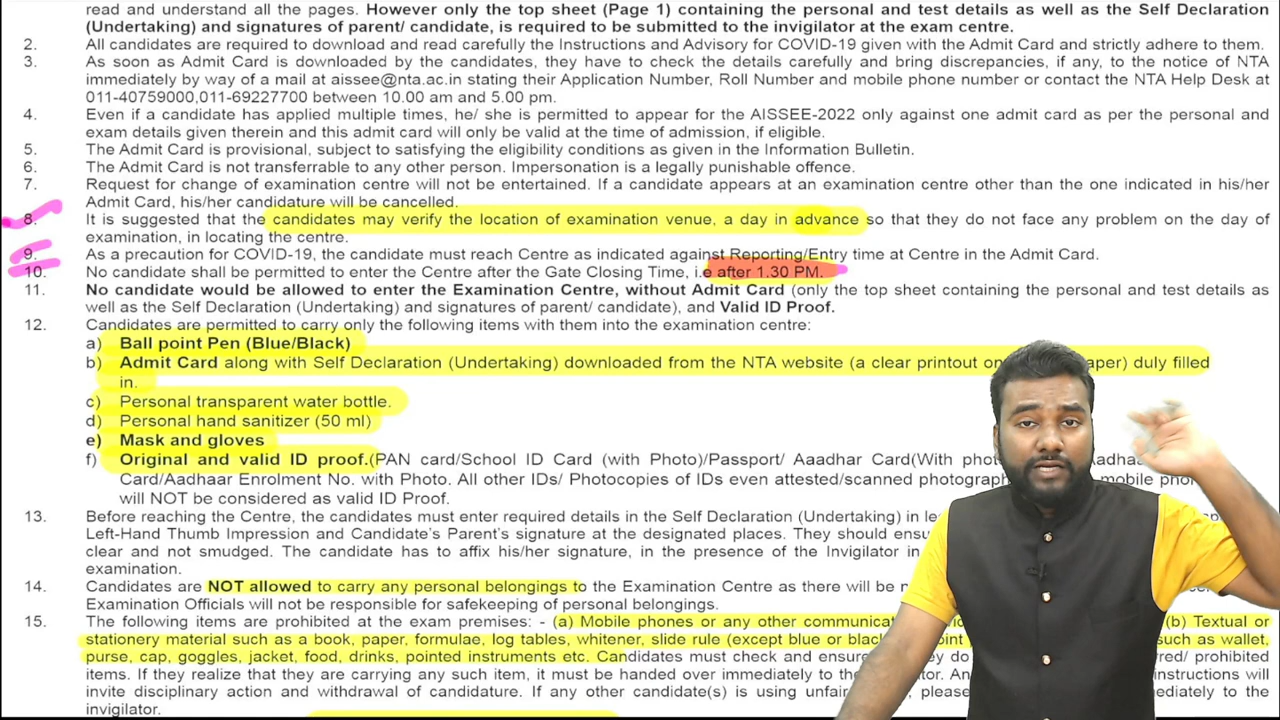 read and understand all the pages. However only the top sheet (Page 1) containing the personal and test details as well as the Self Declaration
(Undertaking) and signatures of parent/ candidate, is required to be submitted to the invigilator at the exam centre.
2. All candidates are required to download and read carefully the Instructions and Advisory for COVID-19 given with the Admit Card and strictly adhere to them.
3. As soon as Admit Card is downloaded by the candidates, they have to check the details carefully and bring discrepancies, if any, to the notice of NTA
immediately by way of a mail at aissee@nta.ac.in stating their Application Number, Roll Number and mobile phone number or contact the NTA Help Desk at
011-40759000,011-69227700 between 10.00 am and 5.00 pm.
4. Even if a candidate has applied multiple times, he/ she is permitted to appear for the AISSEE-2022 only against one admit card as per the personal and
exam details given therein and this admit card will only be valid at the time of admission, if eligible.
5. The Admit Card is provisional, subject to satisfying the eligibility conditions as given in the Information Bulletin.
6. The Admit Card is not transferrable to any other person. Impersonation is a legally punishable offence.
7. Request for change of examination centre will not be entertained. If a candidate appears at an examination centre other than the one indicated in his/her
Admit Card, his/her candidature will be cancelled.
8. It is suggested that the candidates may verify the location of examination venue, a day in advance so that they do not face any problem on the day of
examination, in locating the centre.
9. As a precaution for COVID-19, the candidate must reach Centre as indicated against Reporting/Entry time at Centre in the Admit Card.
10. No candidate shall be permitted to enter the Centre after the Gate Closing Time, i.e after 1.30 PM.
11. No candidate would be allowed to enter the Examination Centre, without Admit Card (only the top sheet containing the personal and test details as
well as the Self Declaration (Undertaking) and signatures of parent/ candidate), and Valid ID Proof.
12. Candidates are permitted to carry only the following items with them into the examination centre:
a) Ball point Pen (Blue/Black)
b) Admit Card along with Self Declaration (Undertaking) downloaded from the NTA website (a clear printout on duly filled
in.
c) Personal transparent water bottle.
d) Personal hand sanitizer (50 ml)
e) Mask and gloves
f) Original and valid ID proof.(PAN card/School ID Card (with Photo)/Passport/ Aaadhar Card(With
Card/Aadhaar Enrolment No. with Photo. All other IDs/ Photocopies of IDs even attested/scanned mobile
will NOT be considered as valid ID Proof.
13. Before reaching the Centre, the candidates must enter required details in the Self Declaration (Undertaking) in
Left-Hand Thumb Impression and Candidate's Parent's signature at the designated places. They should
clear and not smudged. The candidate has to affix his/her signature, in the presence of the Invigilator in
examination.
14. Candidates are NOT allowed to carry any personal belongings to the Examination Centre as there will be
Examination Officials will not be responsible for safekeeping of personal belongings.
15. The following items are prohibited at the exam premises: - (a) Mobile phones or any other (b) Textual or
stationery material such as a book, paper, formulae, log tables, whitener, slide rule (except blue or such as wallet,
purse, cap, goggles, jacket, food, drinks, pointed instruments etc. Candidates must check and ensure do prohibited
items. If they realize that they are carrying any such item, it must be handed over immediately to the instructions will
invite disciplinary action and withdrawal of candidature. If any other candidate(s) is using to the
invigilator.